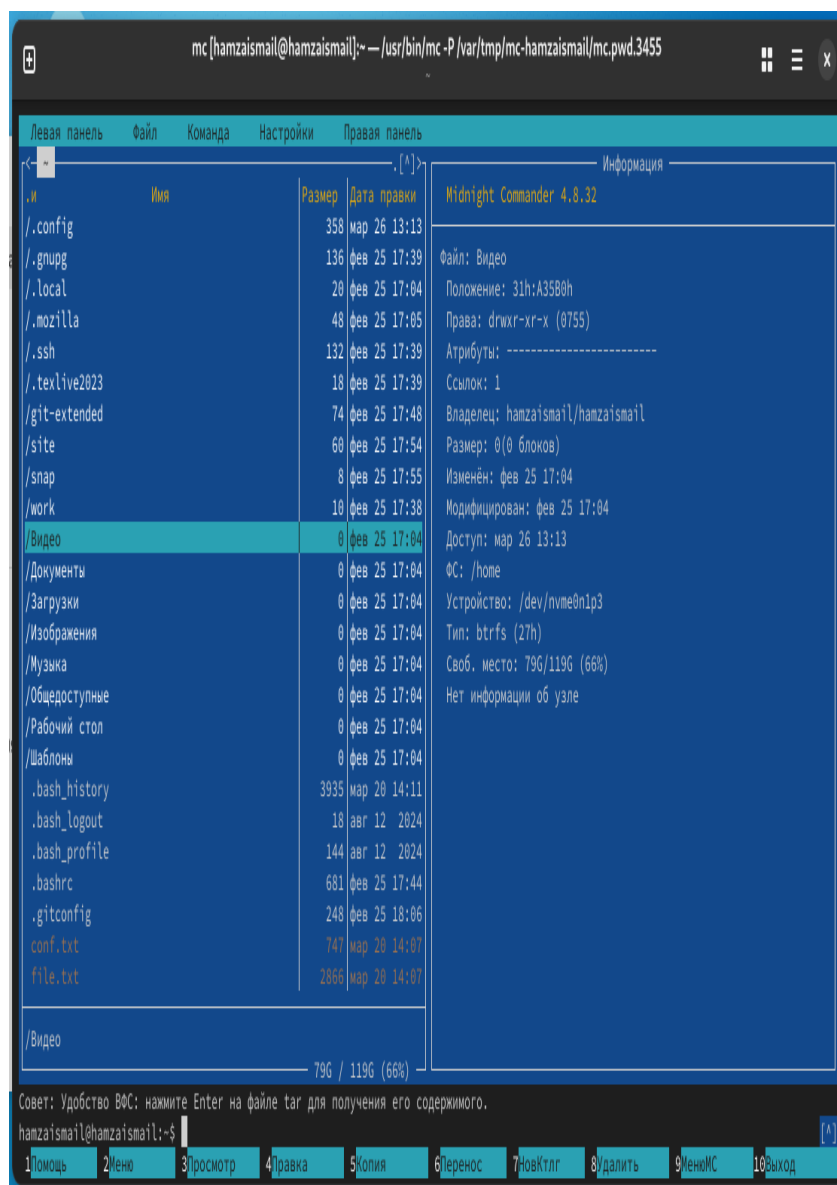 mc [hamzaismail@hamzaismail]:~ — /usr/bin/mc -P /var/tmp/mc-hamzaismail/mc.pwd.3455
~
Левая панель Файл Команда Настройки Правая панель
<─ ~ ─.[^]>
.и Имя Размер Дата правки
/.config 358 мар 26 13:13
/.gnupg 136 фев 25 17:39
/.local 20 фев 25 17:04
/.mozilla 48 фев 25 17:05
/.ssh 132 фев 25 17:39
/.texlive2023 18 фев 25 17:39
/git-extended 74 фев 25 17:48
/site 60 фев 25 17:54
/snap 8 фев 25 17:55
/work 10 фев 25 17:38
/Видео 0 фев 25 17:04
/Документы 0 фев 25 17:04
/Загрузки 0 фев 25 17:04
/Изображения 0 фев 25 17:04
/Музыка 0 фев 25 17:04
/Общедоступные 0 фев 25 17:04
/Рабочий стол 0 фев 25 17:04
/Шаблоны 0 фев 25 17:04
.bash_history 3935 мар 20 14:11
.bash_logout 18 авг 12 2024
.bash_profile 144 авг 12 2024
.bashrc 681 фев 25 17:44
.gitconfig 248 фев 25 18:06
conf.txt 747 мар 20 14:07
file.txt 2866 мар 20 14:07
/Видео
79G / 119G (66%)
Информация
Midnight Commander 4.8.32
Файл: Видео
Положение: 31h:A35B0h
Права: drwxr-xr-x (0755)
Атрибуты: -------------------------
Ссылок: 1
Владелец: hamzaismail/hamzaismail
Размер: 0(0 блоков)
Изменён: фев 25 17:04
Модифицирован: фев 25 17:04
Доступ: мар 26 13:13
ФС: /home
Устройство: /dev/nvme0n1p3
Тип: btrfs (27h)
Своб. место: 79G/119G (66%)
Нет информации об узле
Совет: Удобство ВФС: нажмите Enter на файле tar для получения его содержимого.
hamzaismail@hamzaismail:~$ [^]
1Помощь 2Меню 3Просмотр 4Правка 5Копия 6Перенос 7НовКтлг 8Удалить 9МенюMC 10Выход